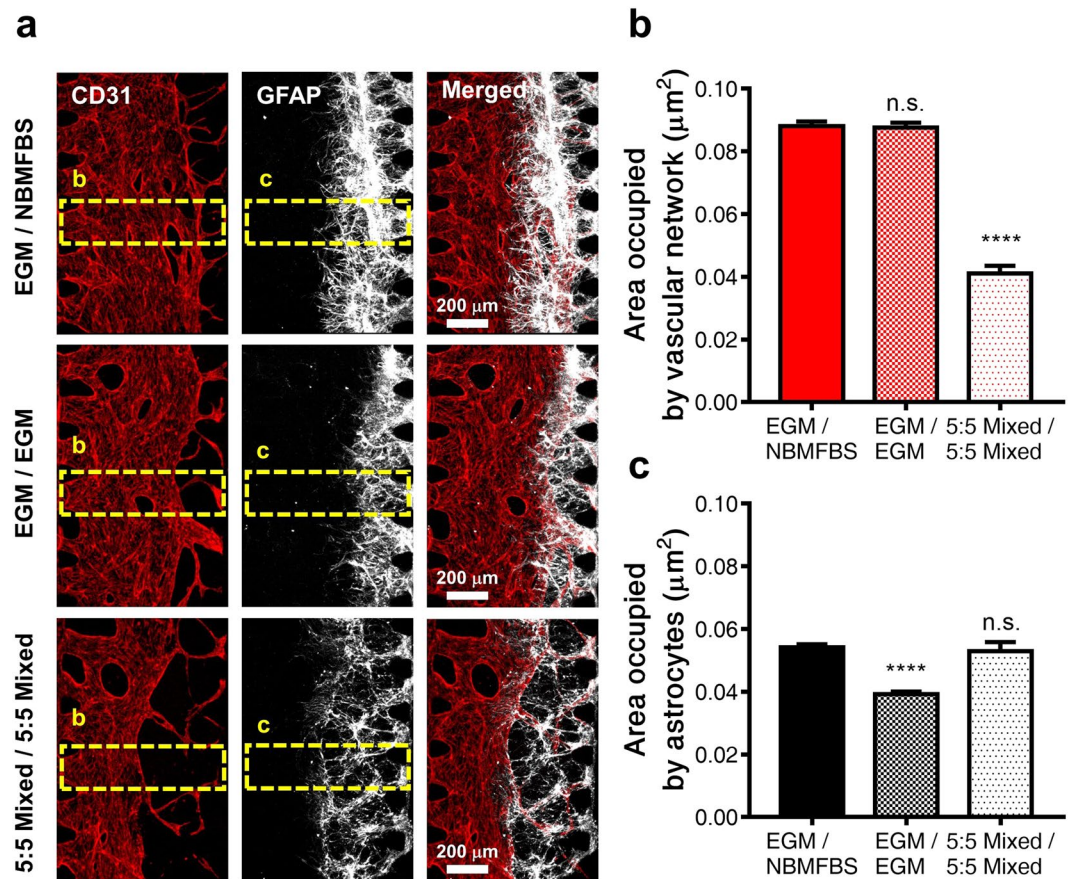 a
EGM / NBMFBS
CD31
GFAP
Merged
b
c
200 μm
EGM / EGM
b
c
200 μm
5:5 Mixed / 5:5 Mixed
b
c
200 μm
b
Area occupied
by vascular network (μm²)
0.10
0.08
0.06
0.04
0.02
0.00
n.s.
****
EGM / EGM / 5:5 Mixed /
NBMFBS EGM 5:5 Mixed
c
Area occupied
by astrocytes (μm²)
0.10
0.08
0.06
0.04
0.02
0.00
****
n.s.
EGM / EGM / 5:5 Mixed /
NBMFBS EGM 5:5 Mixed